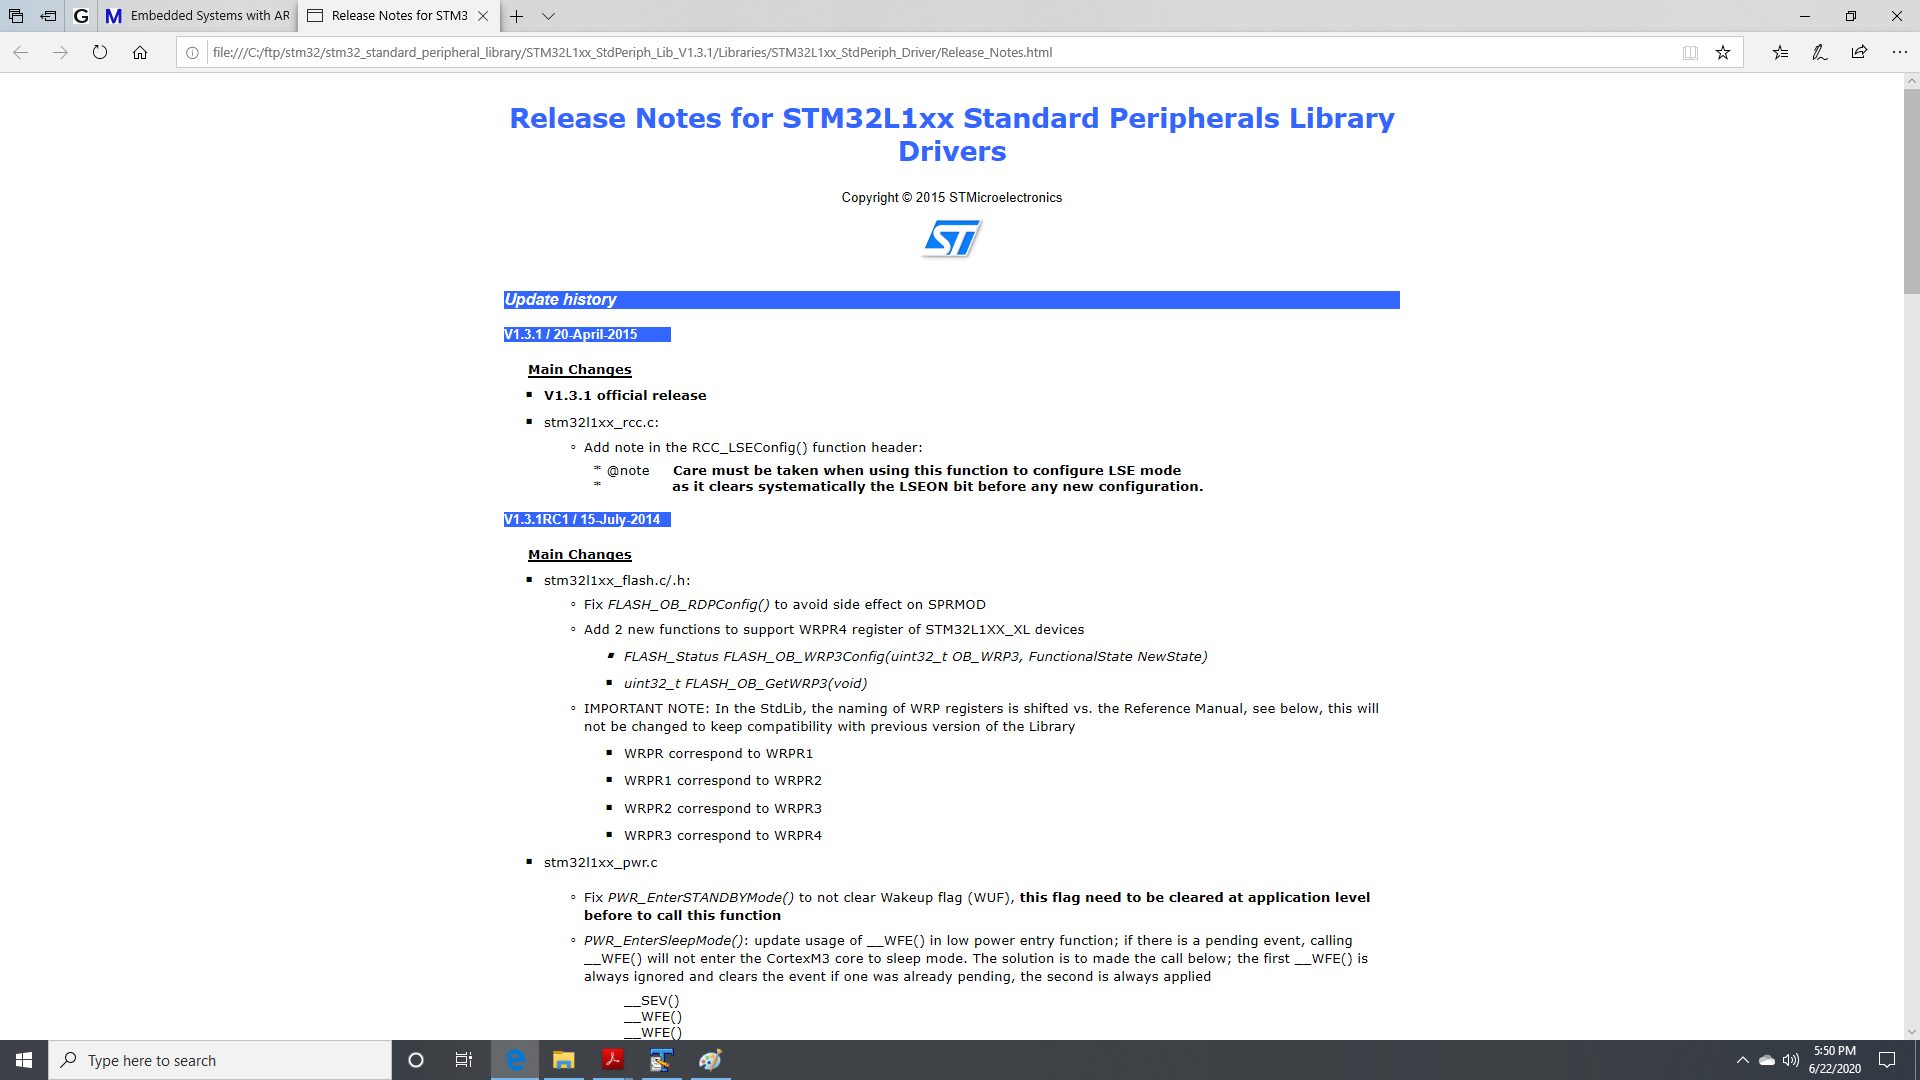 G
M Embedded Systems with AR
Release Notes for STM3
file:///C:/ftp/stm32/stm32_standard_peripheral_library/STM32L1xx_StdPeriph_Lib_V1.3.1/Libraries/STM32L1xx_StdPeriph_Driver/Release_Notes.html
Release Notes for STM32L1xx Standard Peripherals Library
Drivers
Copyright © 2015 STMicroelectronics
ST
Update history
V1.3.1 / 20-April-2015
Main Changes
V1.3.1 official release
stm32l1xx_rcc.c:
Add note in the RCC_LSEConfig() function header:
* @note Care must be taken when using this function to configure LSE mode
* as it clears systematically the LSEON bit before any new configuration.
V1.3.1RC1 / 15-July-2014
Main Changes
stm32l1xx_flash.c/.h:
Fix FLASH_OB_RDPConfig() to avoid side effect on SPRMOD
Add 2 new functions to support WRPR4 register of STM32L1XX_XL devices
FLASH_Status FLASH_OB_WRP3Config(uint32_t OB_WRP3, FunctionalState NewState)
uint32_t FLASH_OB_GetWRP3(void)
IMPORTANT NOTE: In the StdLib, the naming of WRP registers is shifted vs. the Reference Manual, see below, this will
not be changed to keep compatibility with previous version of the Library
WRPR correspond to WRPR1
WRPR1 correspond to WRPR2
WRPR2 correspond to WRPR3
WRPR3 correspond to WRPR4
stm32l1xx_pwr.c
Fix PWR_EnterSTANDBYMode() to not clear Wakeup flag (WUF), this flag need to be cleared at application level
before to call this function
PWR_EnterSleepMode(): update usage of __WFE() in low power entry function; if there is a pending event, calling
__WFE() will not enter the CortexM3 core to sleep mode. The solution is to made the call below; the first __WFE() is
always ignored and clears the event if one was already pending, the second is always applied
__SEV()
__WFE()
__WFE()
Type here to search
5:50 PM
6/22/2020